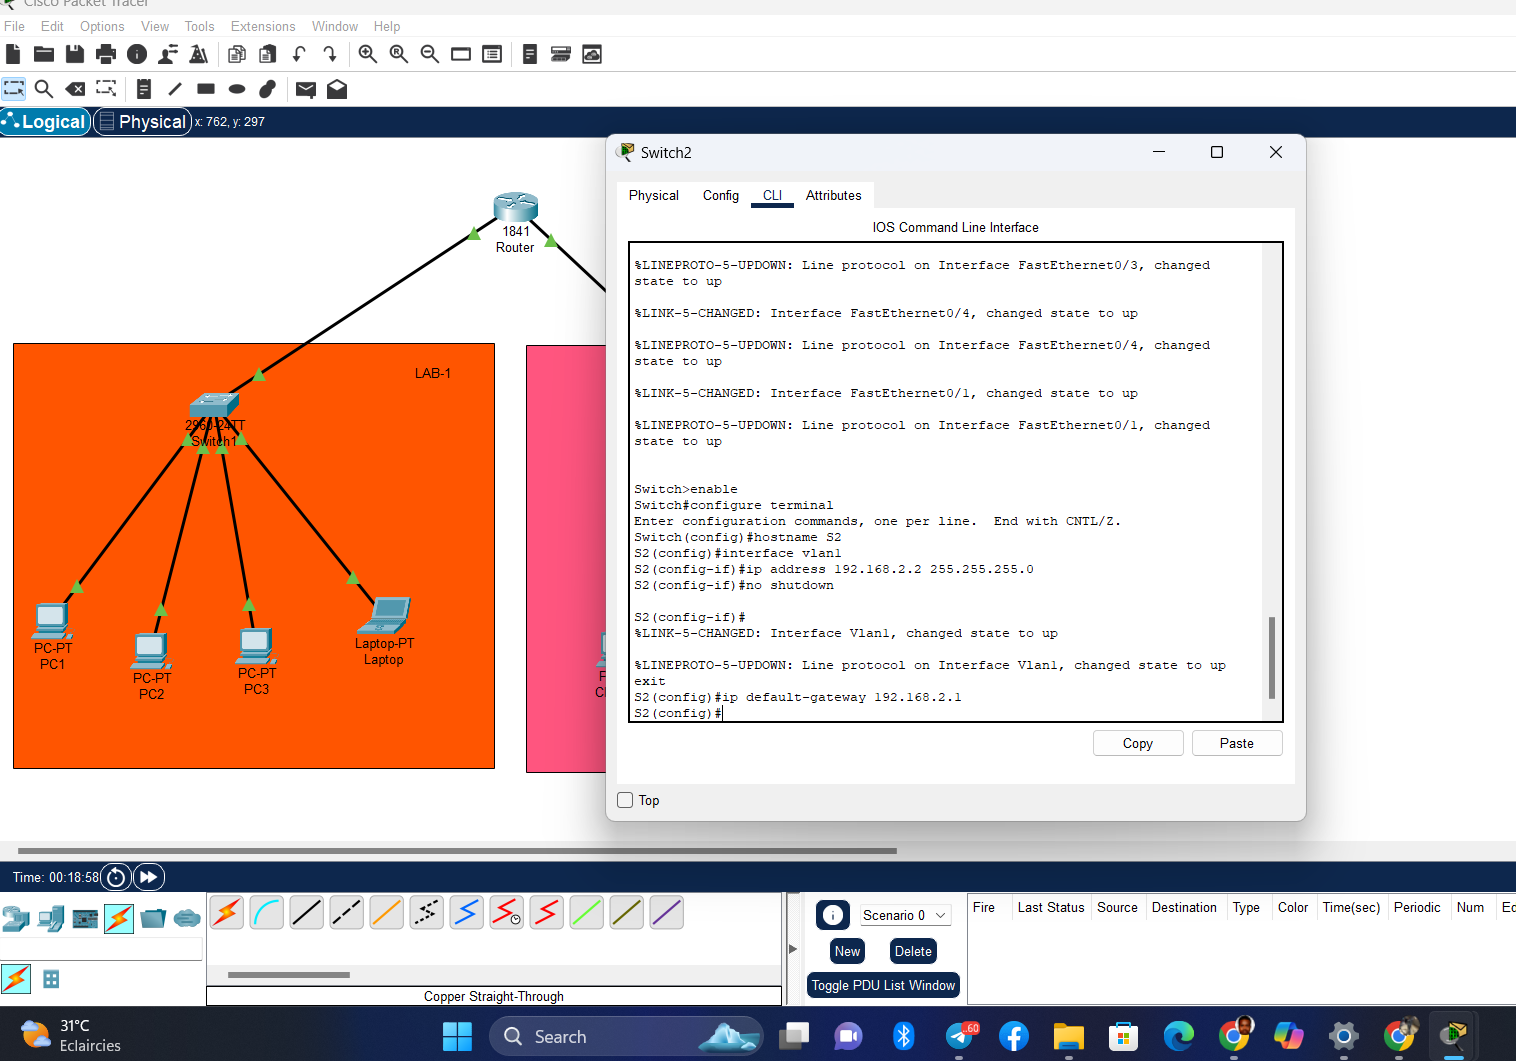 Cisco Packet Tracer
File Edit Options View Tools Extensions Window Help
Logical Physical x: 762, y: 297
1841
Router
LAB-1
2960-24TT
Switch1
PC-PT
PC1
PC-PT
PC2
PC-PT
PC3
Laptop-PT
Laptop
Switch2
Physical Config CLI Attributes
IOS Command Line Interface
%LINEPROTO-5-UPDOWN: Line protocol on Interface FastEthernet0/3, changed
state to up
%LINK-5-CHANGED: Interface FastEthernet0/4, changed state to up
%LINEPROTO-5-UPDOWN: Line protocol on Interface FastEthernet0/4, changed
state to up
%LINK-5-CHANGED: Interface FastEthernet0/1, changed state to up
%LINEPROTO-5-UPDOWN: Line protocol on Interface FastEthernet0/1, changed
state to up
Switch>enable
Switch#configure terminal
Enter configuration commands, one per line.  End with CNTL/Z.
Switch(config)#hostname S2
S2(config)#interface vlan1
S2(config-if)#ip address 192.168.2.2 255.255.255.0
S2(config-if)#no shutdown
S2(config-if)#
%LINK-5-CHANGED: Interface Vlan1, changed state to up
%LINEPROTO-5-UPDOWN: Line protocol on Interface Vlan1, changed state to up
exit
S2(config)#ip default-gateway 192.168.2.1
S2(config)#
Copy Paste
Top
Time: 00:18:58
Copper Straight-Through
Scenario 0
New Delete
Toggle PDU List Window
Fire Last Status Source Destination Type Color Time(sec) Periodic Num
31°C
Eclaircies
Search
60